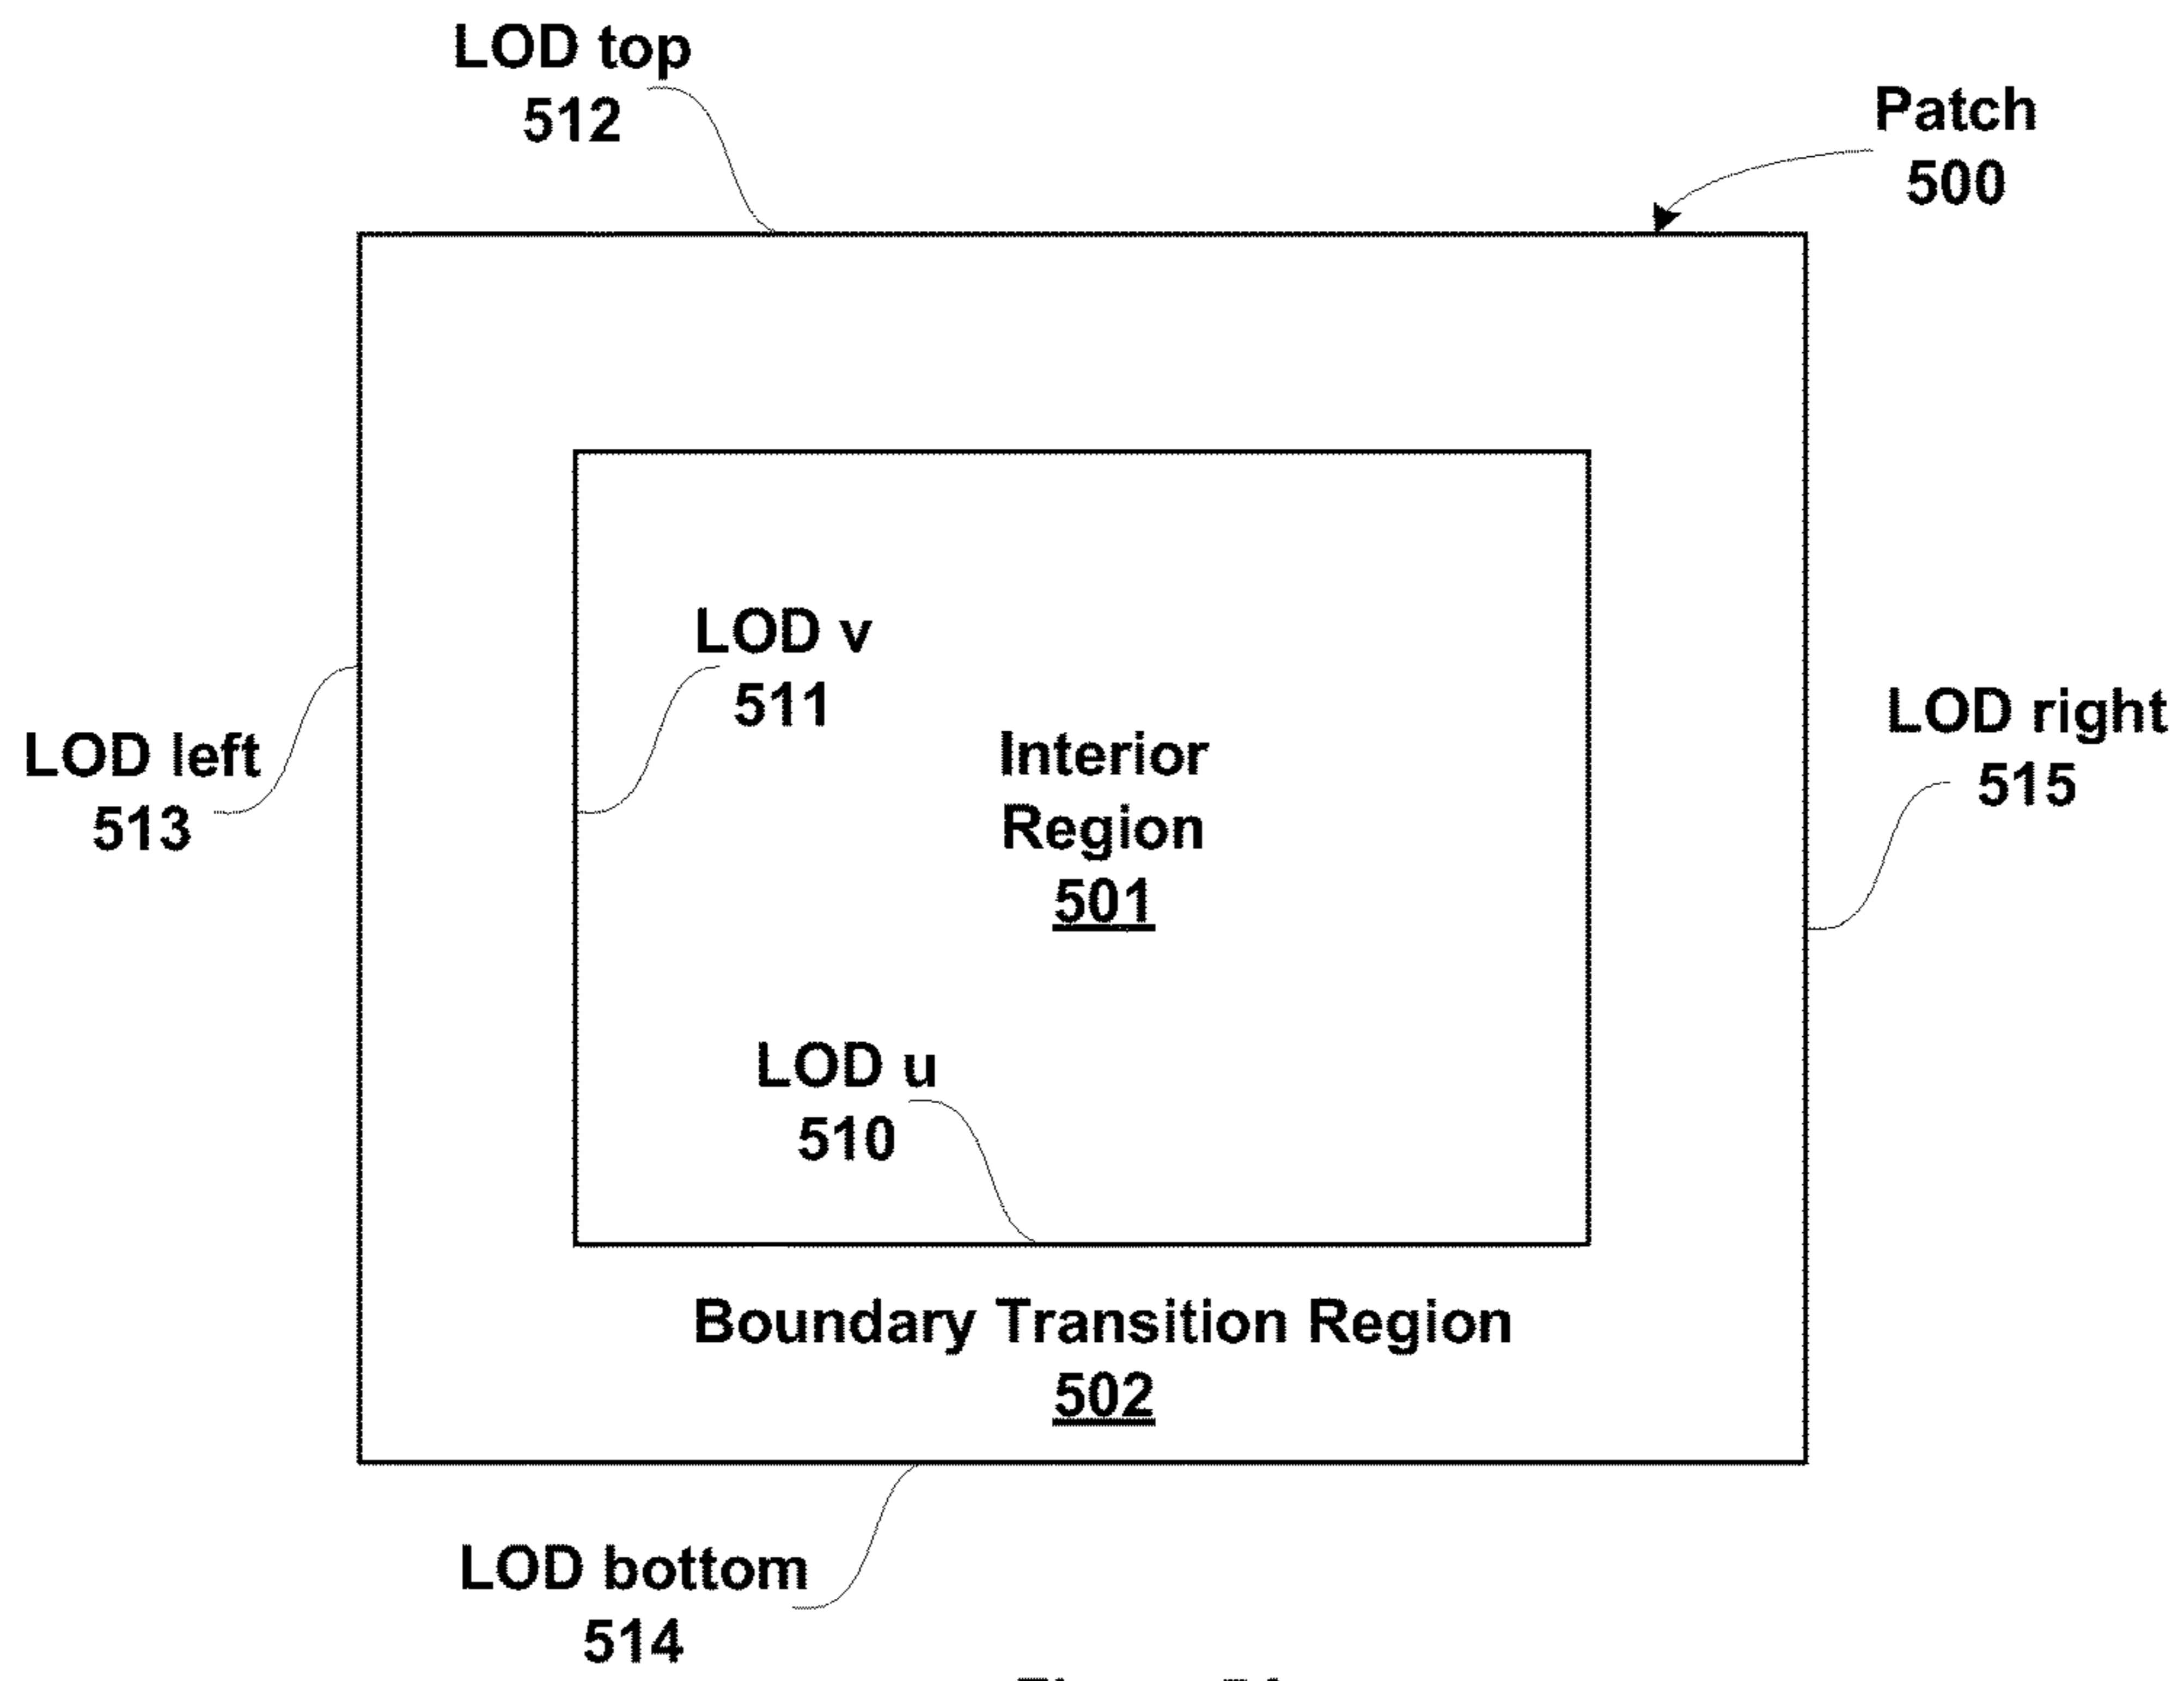 LOD top
512
Patch
500
LOD v
511
LOD left
513
Interior
Region
501
LOD right
515
LOD u
510
Boundary Transition Region
502
LOD bottom
514